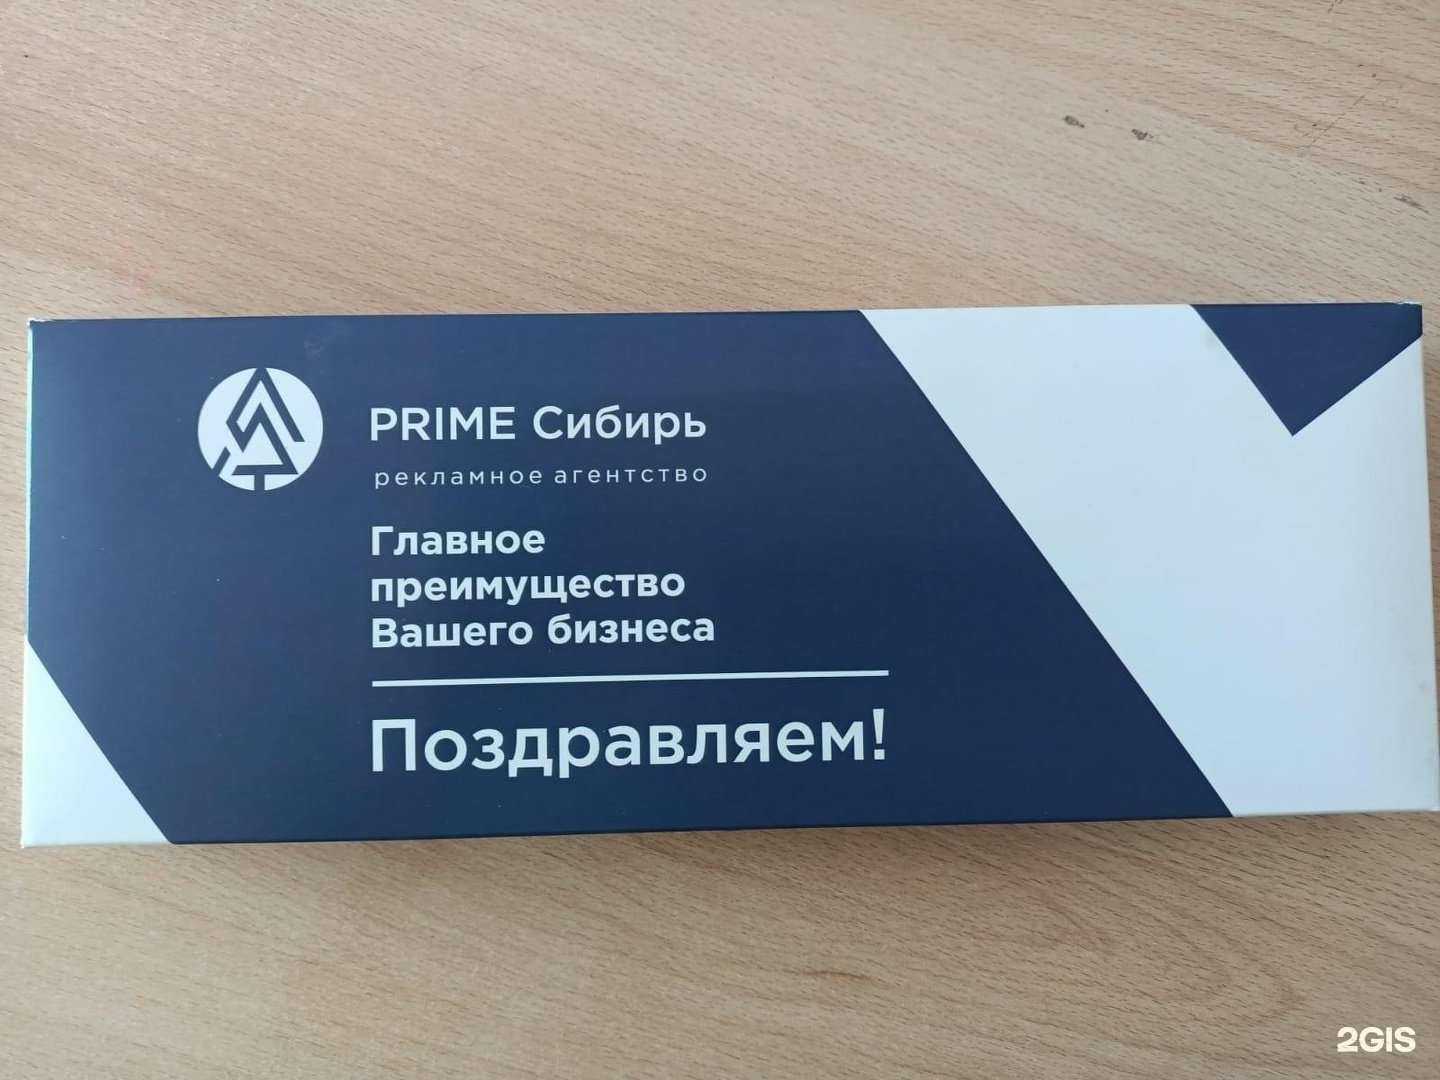 PRIME Сибирь
рекламное агентство
Главное
преимущество
Вашего бизнеса
Поздравляем!
2GIS